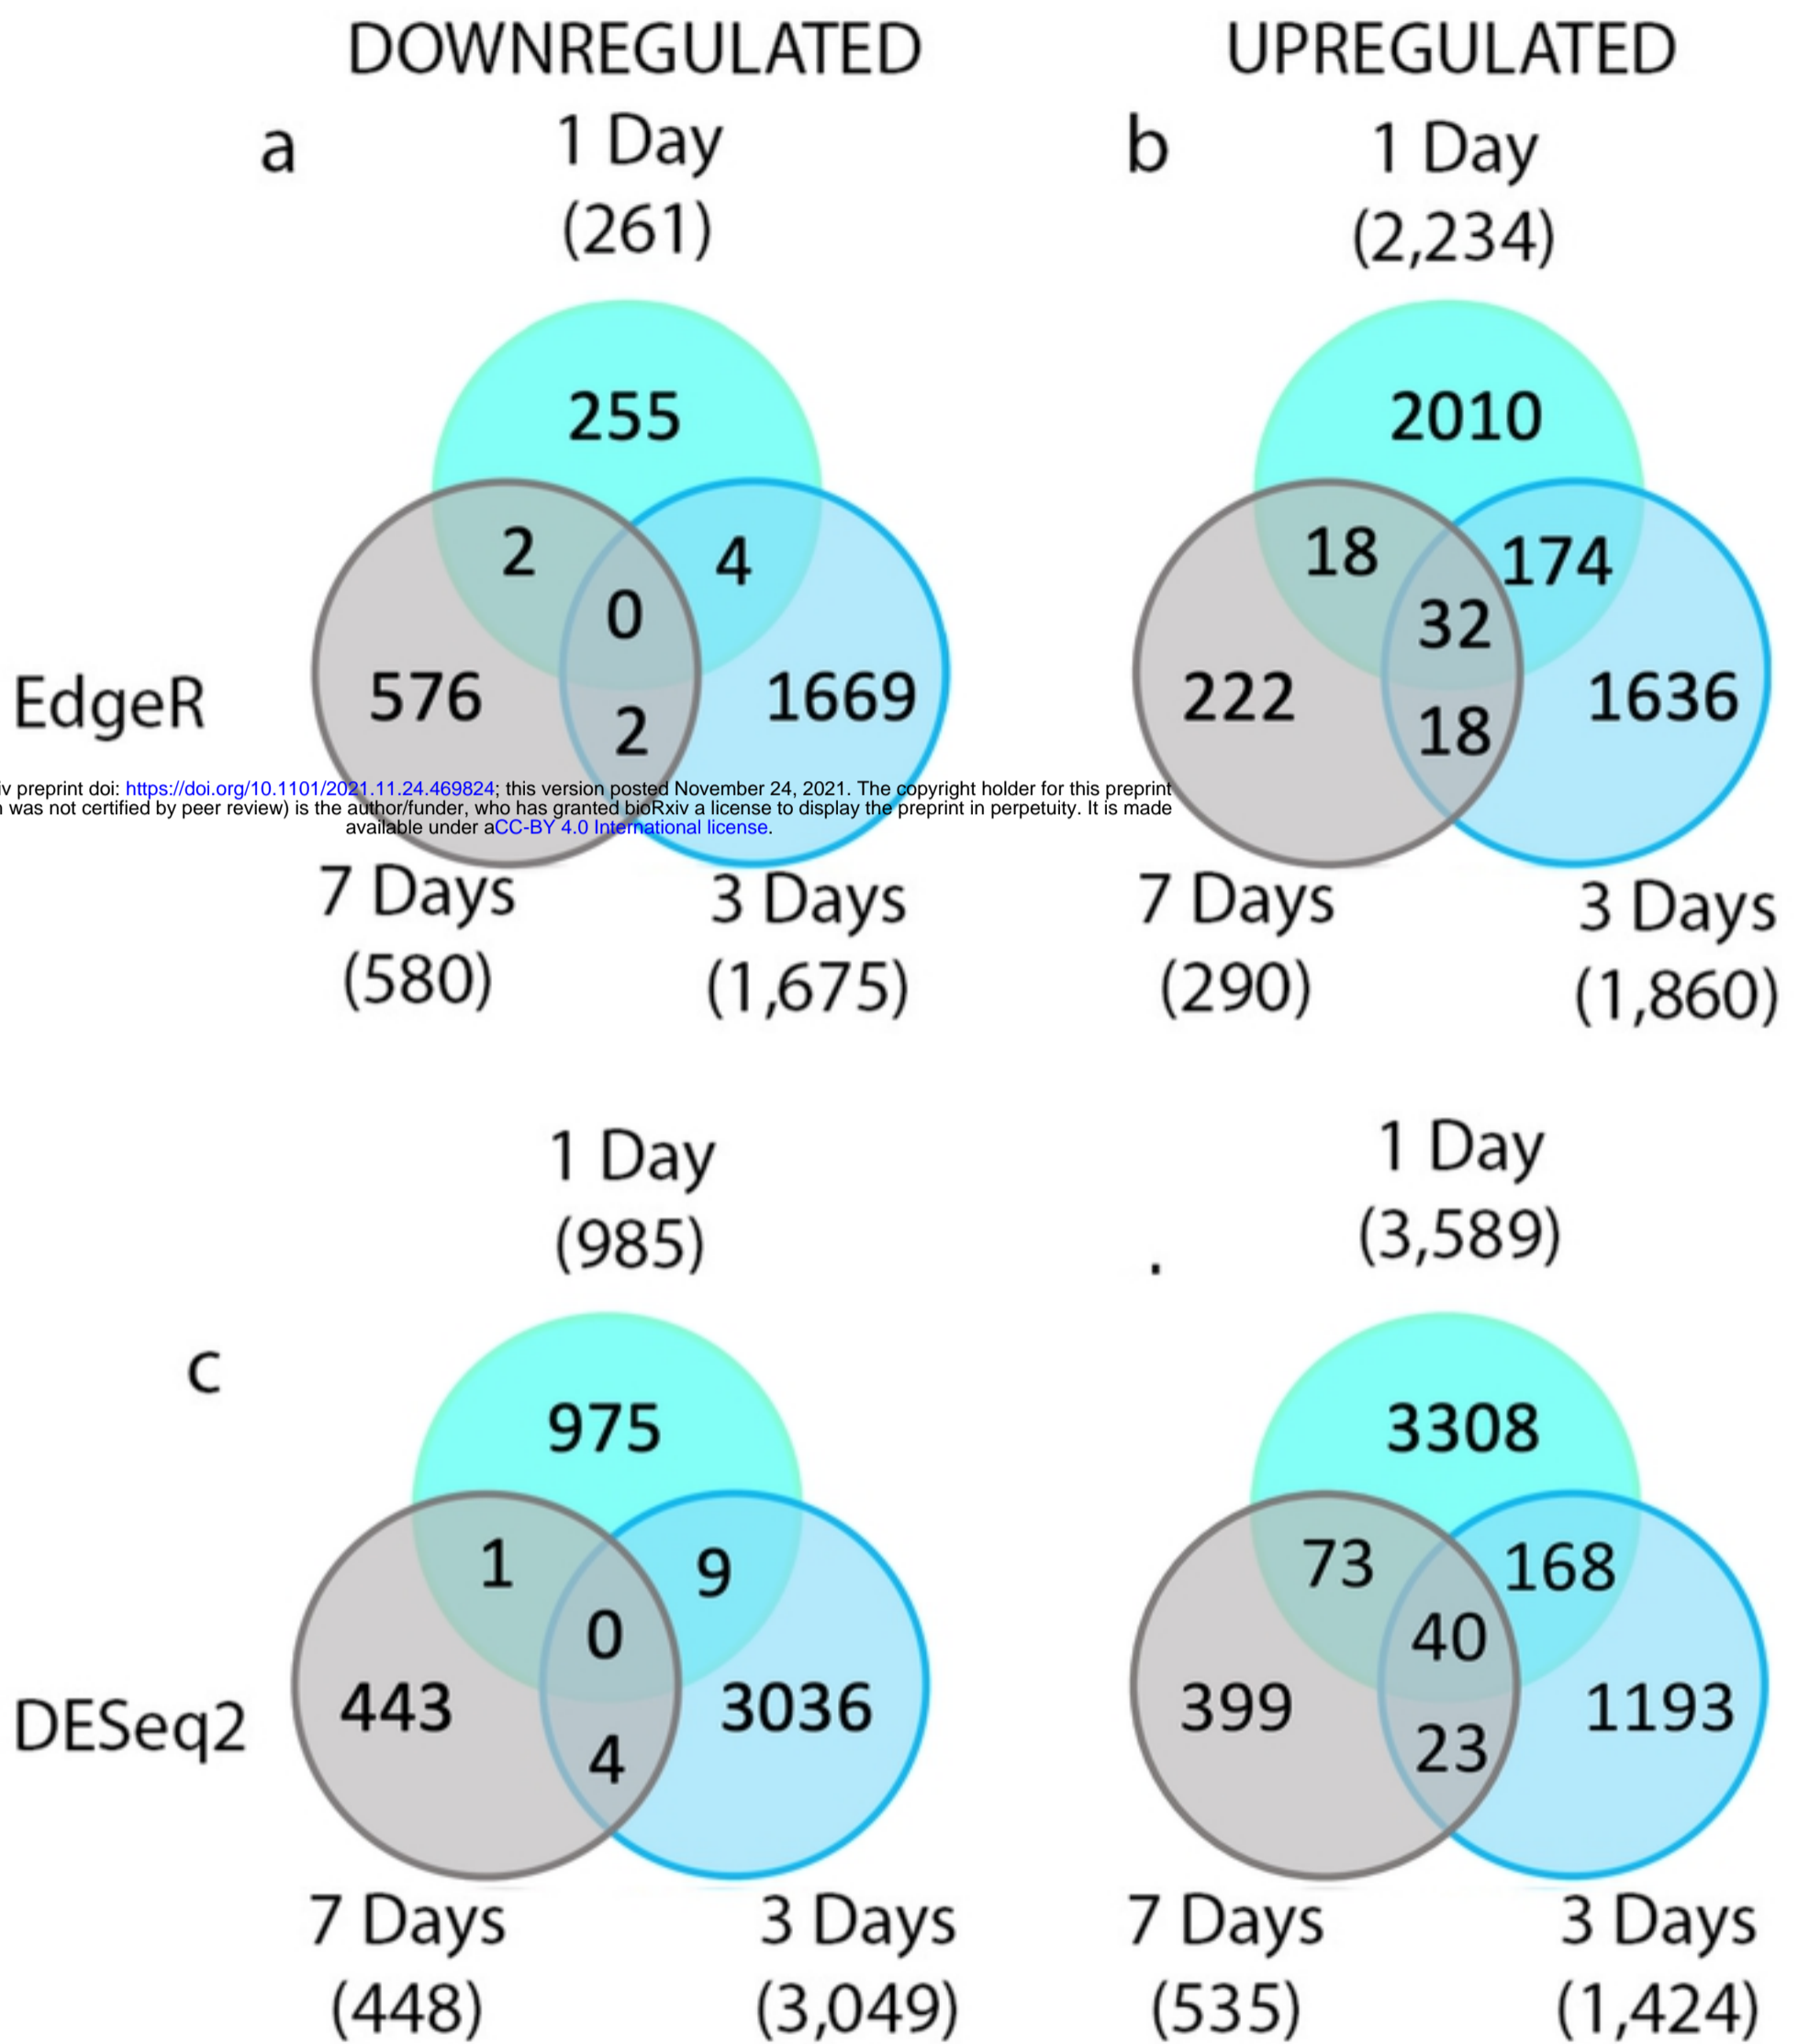 DOWNREGULATED
UPREGULATED
a
1 Day
(261)
b
1 Day
(2,234)
255
2
4
0
576
1669
2
2010
18
174
32
222
1636
18
EdgeR
iv preprint doi: https://doi.org/10.1101/2021.11.24.469824; this version posted November 24, 2021. The copyright holder for this preprint
was not certified by peer review) is the author/funder, who has granted bioRxiv a license to display the preprint in perpetuity. It is made
available under aCC-BY 4.0 International license.
7 Days
(580)
3 Days
(1,675)
7 Days
(290)
3 Days
(1,860)
1 Day
(985)
.
1 Day
(3,589)
c
975
1
9
0
443
3036
4
3308
73
168
40
399
1193
23
DESeq2
7 Days
(448)
3 Days
(3,049)
7 Days
(535)
3 Days
(1,424)